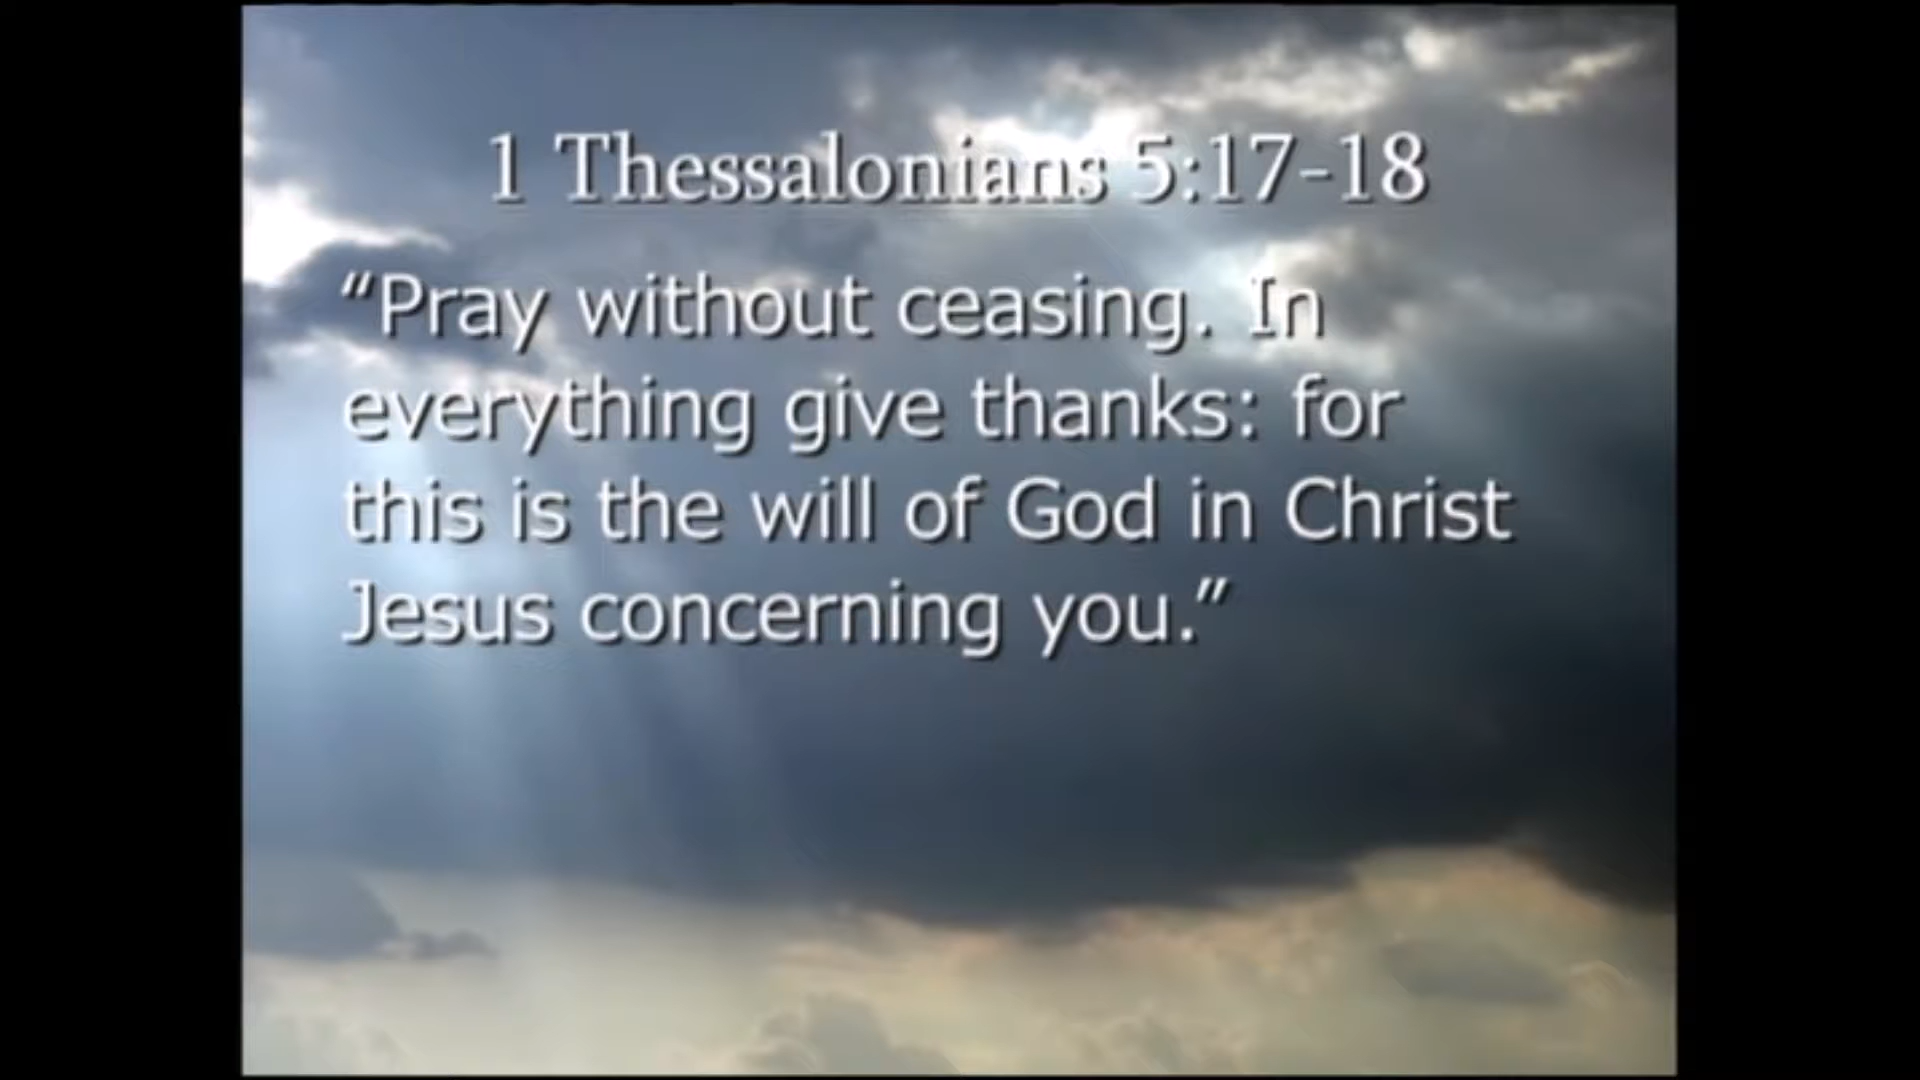 1 Thessalonians 5:17-18
“Pray without ceasing. In
everything give thanks: for
this is the will of God in Christ
Jesus concerning you.”